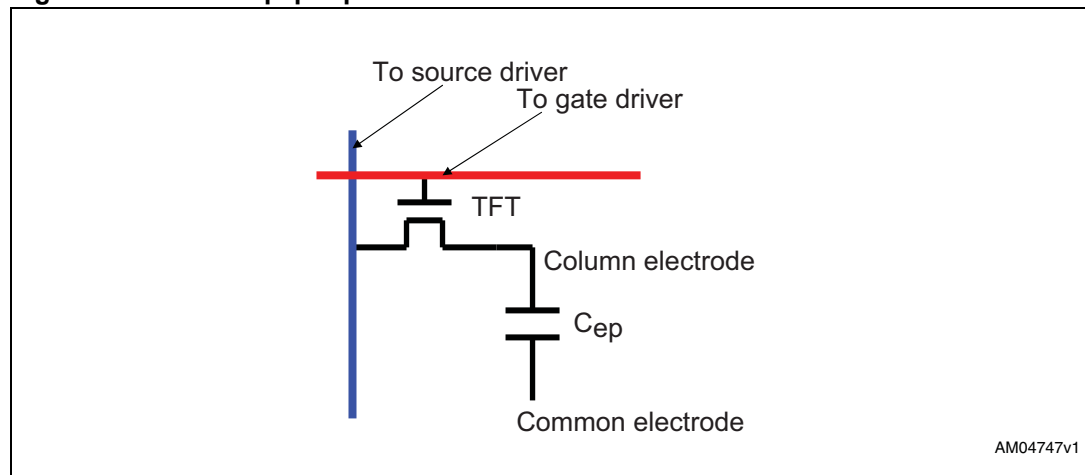 To source driver
To gate driver
TFT
Column electrode
Cep
Common electrode
AM04747v1